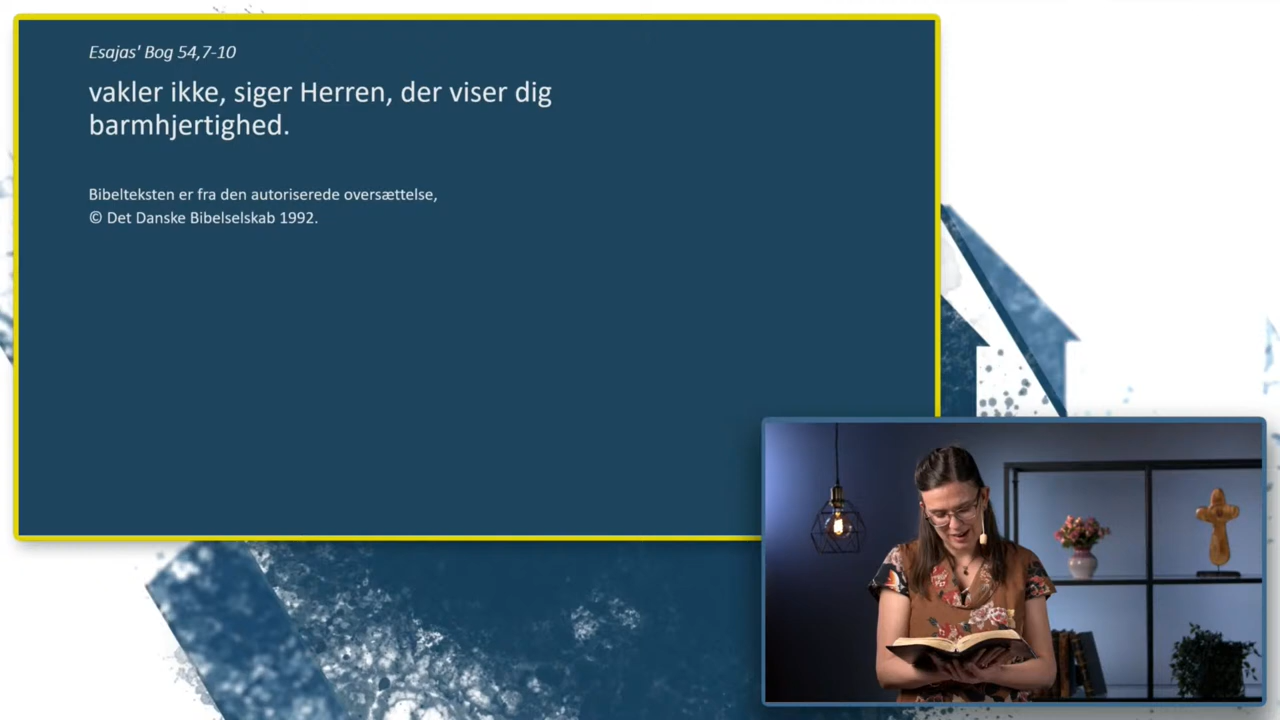 Esajas' Bog 54,7-10
vakler ikke, siger Herren, der viser dig
barmhjertighed.
Bibelteksten er fra den autoriserede oversættelse,
© Det Danske Bibelselskab 1992.